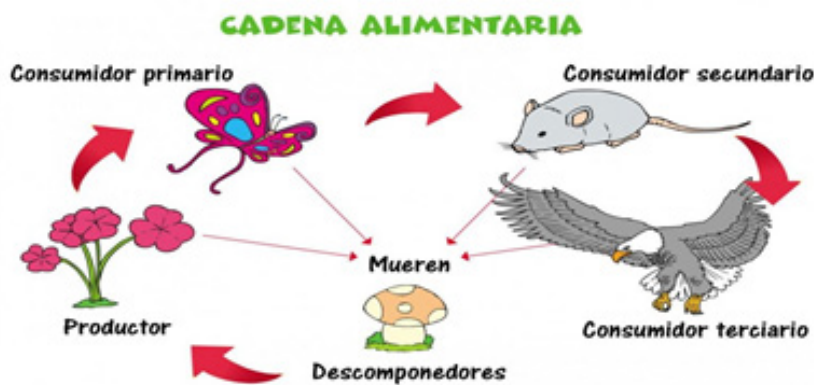 CADENA ALIMENTARIA
Consumidor primario
Consumidor secundario
Mueren
Productor
Consumidor terciario
Descomponedores